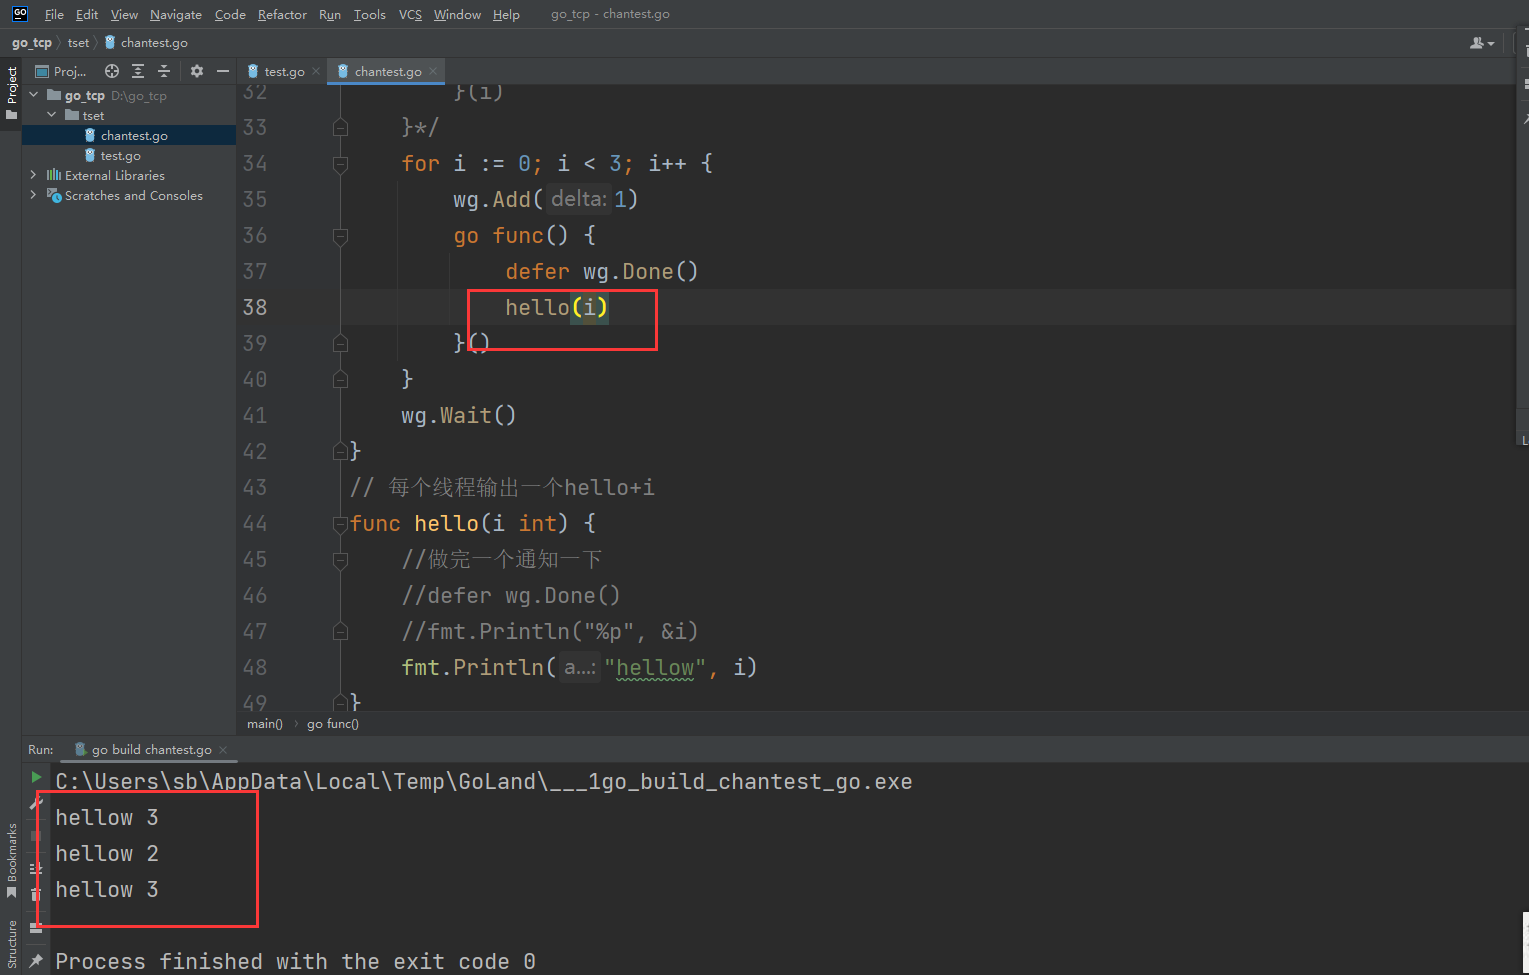 GO File Edit View Navigate Code Refactor Run Tools VCS Window Help go_tcp - chantest.go
go_tcp tset chantest.go
Project
Proj...
go_tcp D:\go_tcp
tset
chantest.go
test.go
External Libraries
Scratches and Consoles
test.go chantest.go
32 }(i)
33 }*/
34 for i := 0; i < 3; i++ {
35 wg.Add( delta: 1)
36 go func() {
37 defer wg.Done()
38 hello(i)
39 }()
40 }
41 wg.Wait()
42 }
43 // 每个线程输出一个hello+i
44 func hello(i int) {
45 //做完一个通知一下
46 //defer wg.Done()
47 //fmt.Println("%p", &i)
48 fmt.Println( a...: "hellow", i)
49 }
main() go func()
Run: go build chantest.go
C:\Users\sb\AppData\Local\Temp\GoLand\___1go_build_chantest_go.exe
hellow 3
hellow 2
hellow 3
Process finished with the exit code 0
Bookmarks
Structure